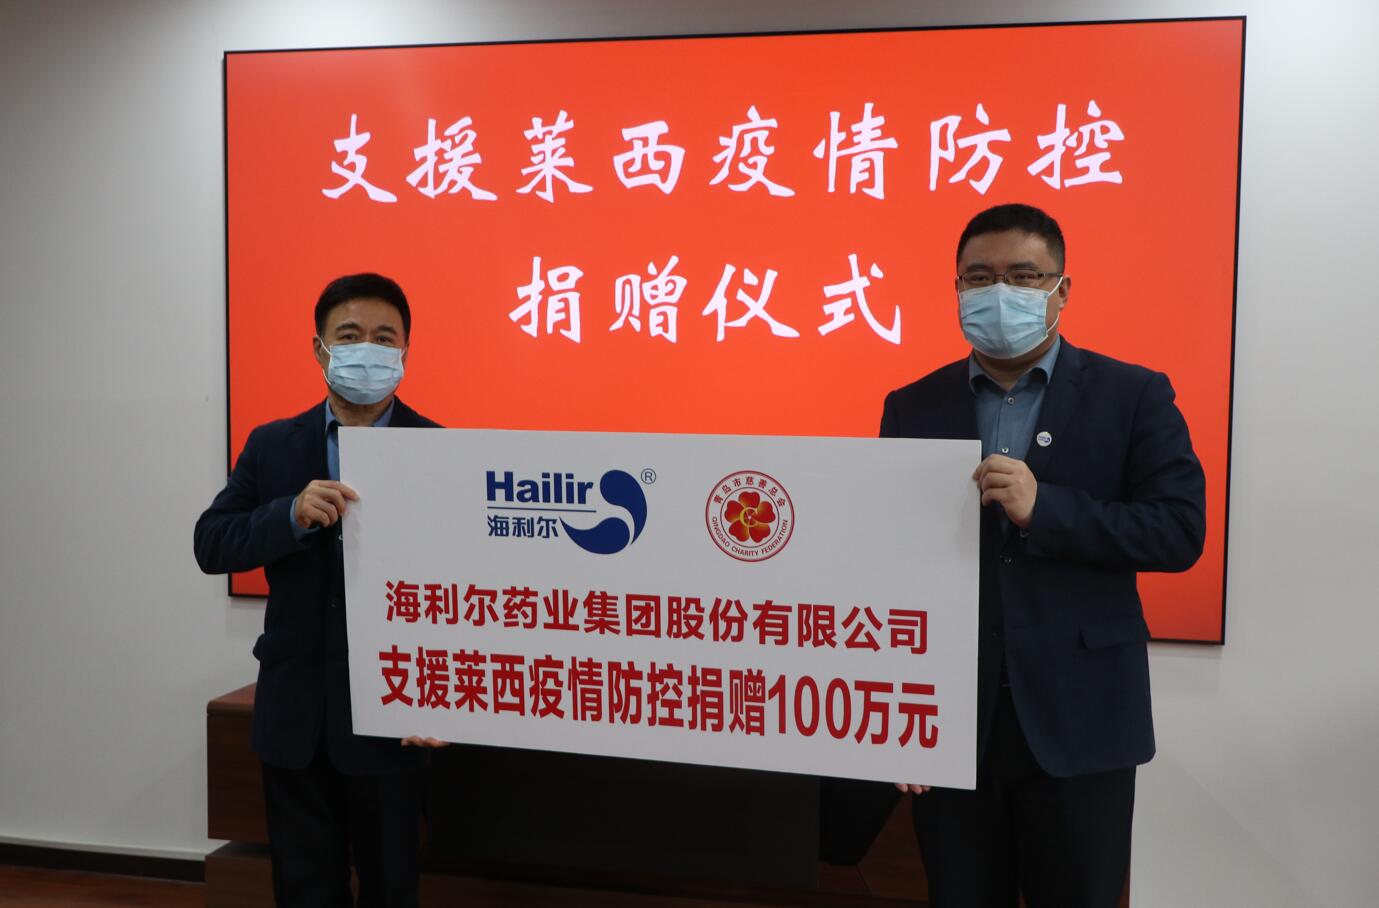 支援莱西疫情防控
捐赠仪式
Hailir®
海利尔
青岛市慈善总会
QINGDAO CHARITY FEDERATION
海利尔药业集团股份有限公司
支援莱西疫情防控捐赠100万元